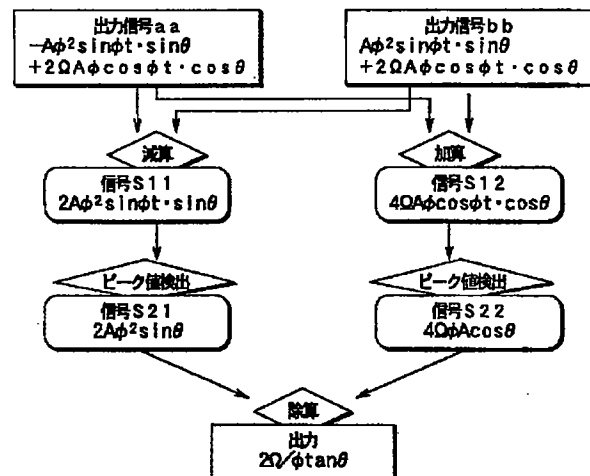 出力信号aa
−Aφ²sinφt・sinθ
+2ΩAφcosφt・cosθ
出力信号bb
Aφ²sinφt・sinθ
+2ΩAφcosφt・cosθ
減算
加算
信号S11
2Aφ²sinφt・sinθ
信号S12
4ΩAφcosφt・cosθ
ピーク値検出
ピーク値検出
信号S21
2Aφ²sinθ
信号S22
4ΩφAcosθ
除算
出力
2Ω/φtanθ